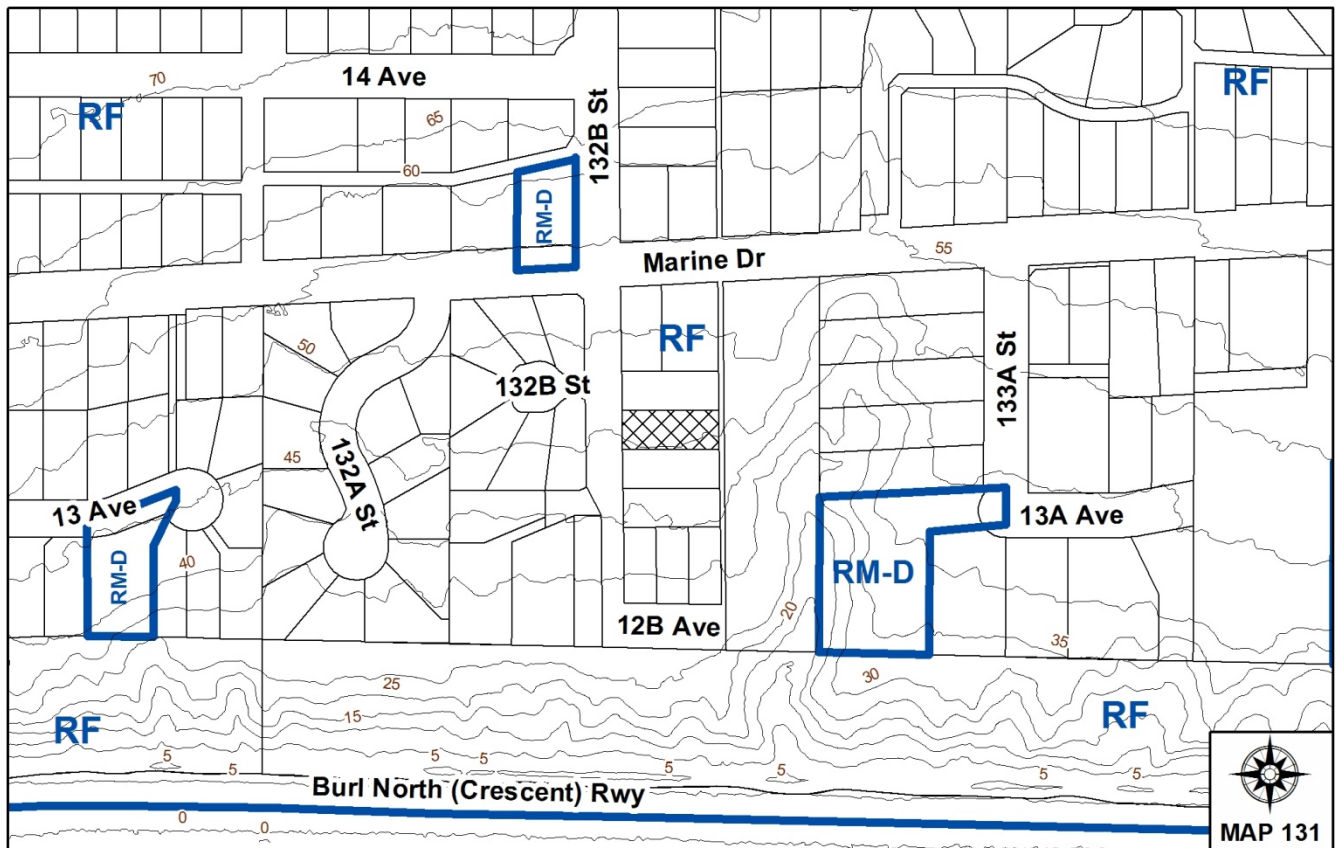 70
14 Ave
RF
RF
65
132B St
60
RM-D
55
Marine Dr
RF
50
132B St
133A St
45
132A St
13 Ave
13A Ave
RM-D
40
RM-D
20
12B Ave
35
25
30
15
RF
RF
5
5
5
5
5
5
5
5
Burl North (Crescent) Rwy
0
0
MAP 131